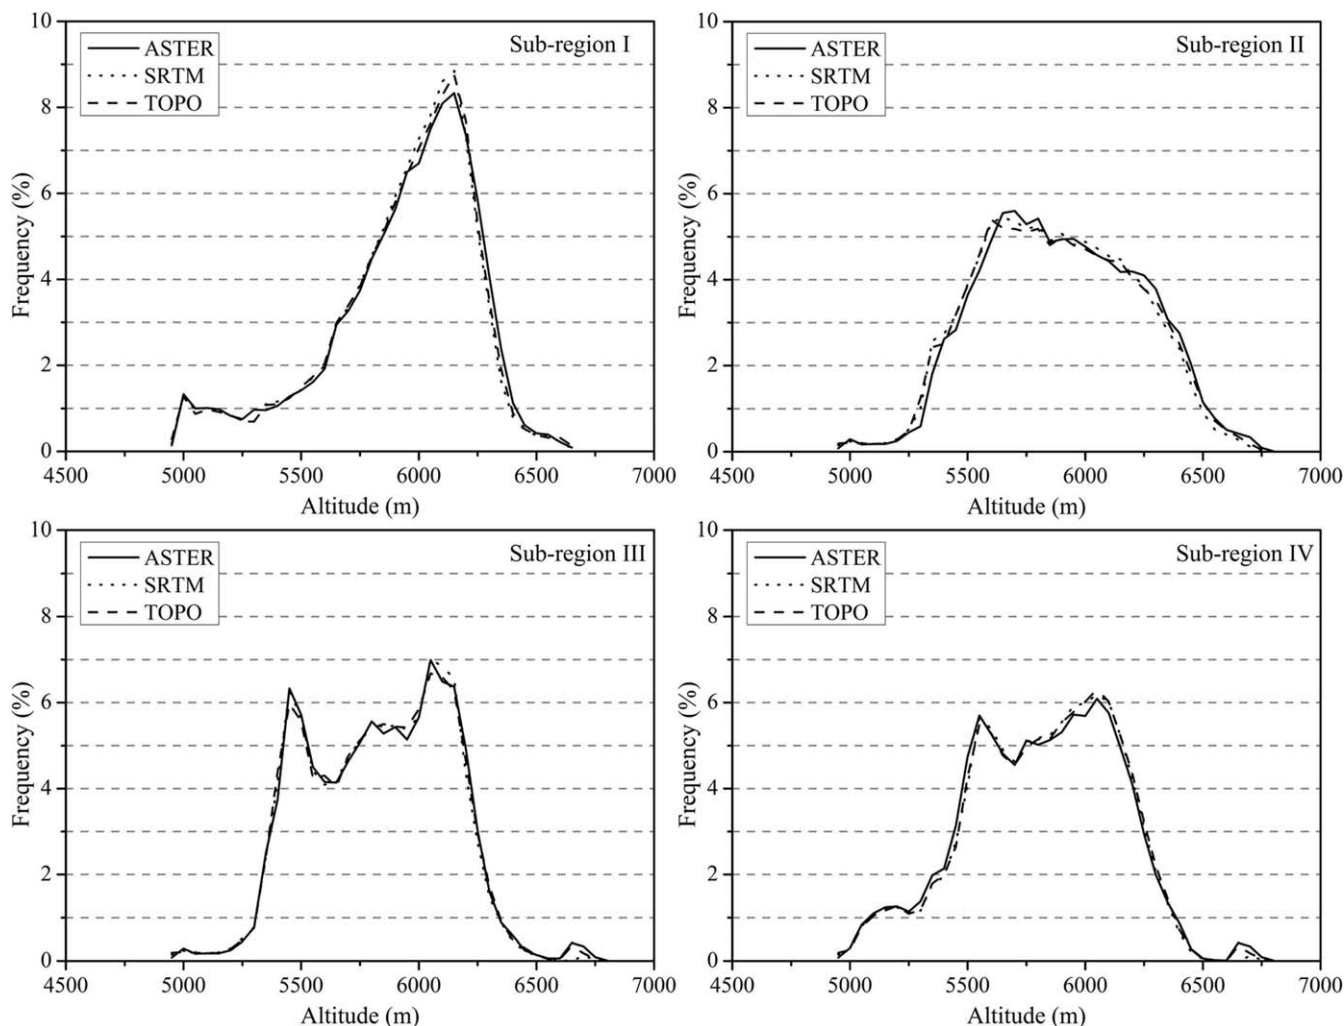 10
8
6
4
2
0
Frequency (%)
ASTER
SRTM
TOPO
Sub-region I
4500 5000 5500 6000 6500 7000
Altitude (m)
10
8
6
4
2
0
Frequency (%)
ASTER
SRTM
TOPO
Sub-region II
4500 5000 5500 6000 6500 7000
Altitude (m)
10
8
6
4
2
0
Frequency (%)
ASTER
SRTM
TOPO
Sub-region III
4500 5000 5500 6000 6500 7000
Altitude (m)
10
8
6
4
2
0
Frequency (%)
ASTER
SRTM
TOPO
Sub-region IV
4500 5000 5500 6000 6500 7000
Altitude (m)